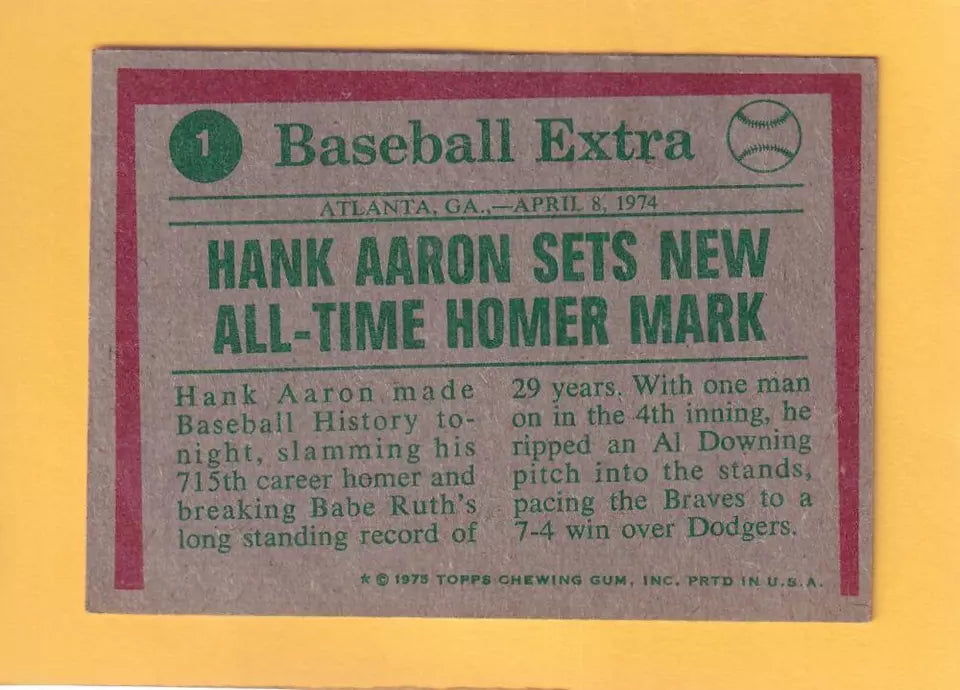 1
Baseball Extra
ATLANTA, GA.,—APRIL 8, 1974
HANK AARON SETS NEW
ALL-TIME HOMER MARK
Hank Aaron made
Baseball History to-
night, slamming his
715th career homer and
breaking Babe Ruth's
long standing record of
29 years. With one man
on in the 4th inning, he
ripped an Al Downing
pitch into the stands,
pacing the Braves to a
7-4 win over Dodgers.
★ © 1975 TOPPS CHEWING GUM, INC. PRTD IN U.S.A.